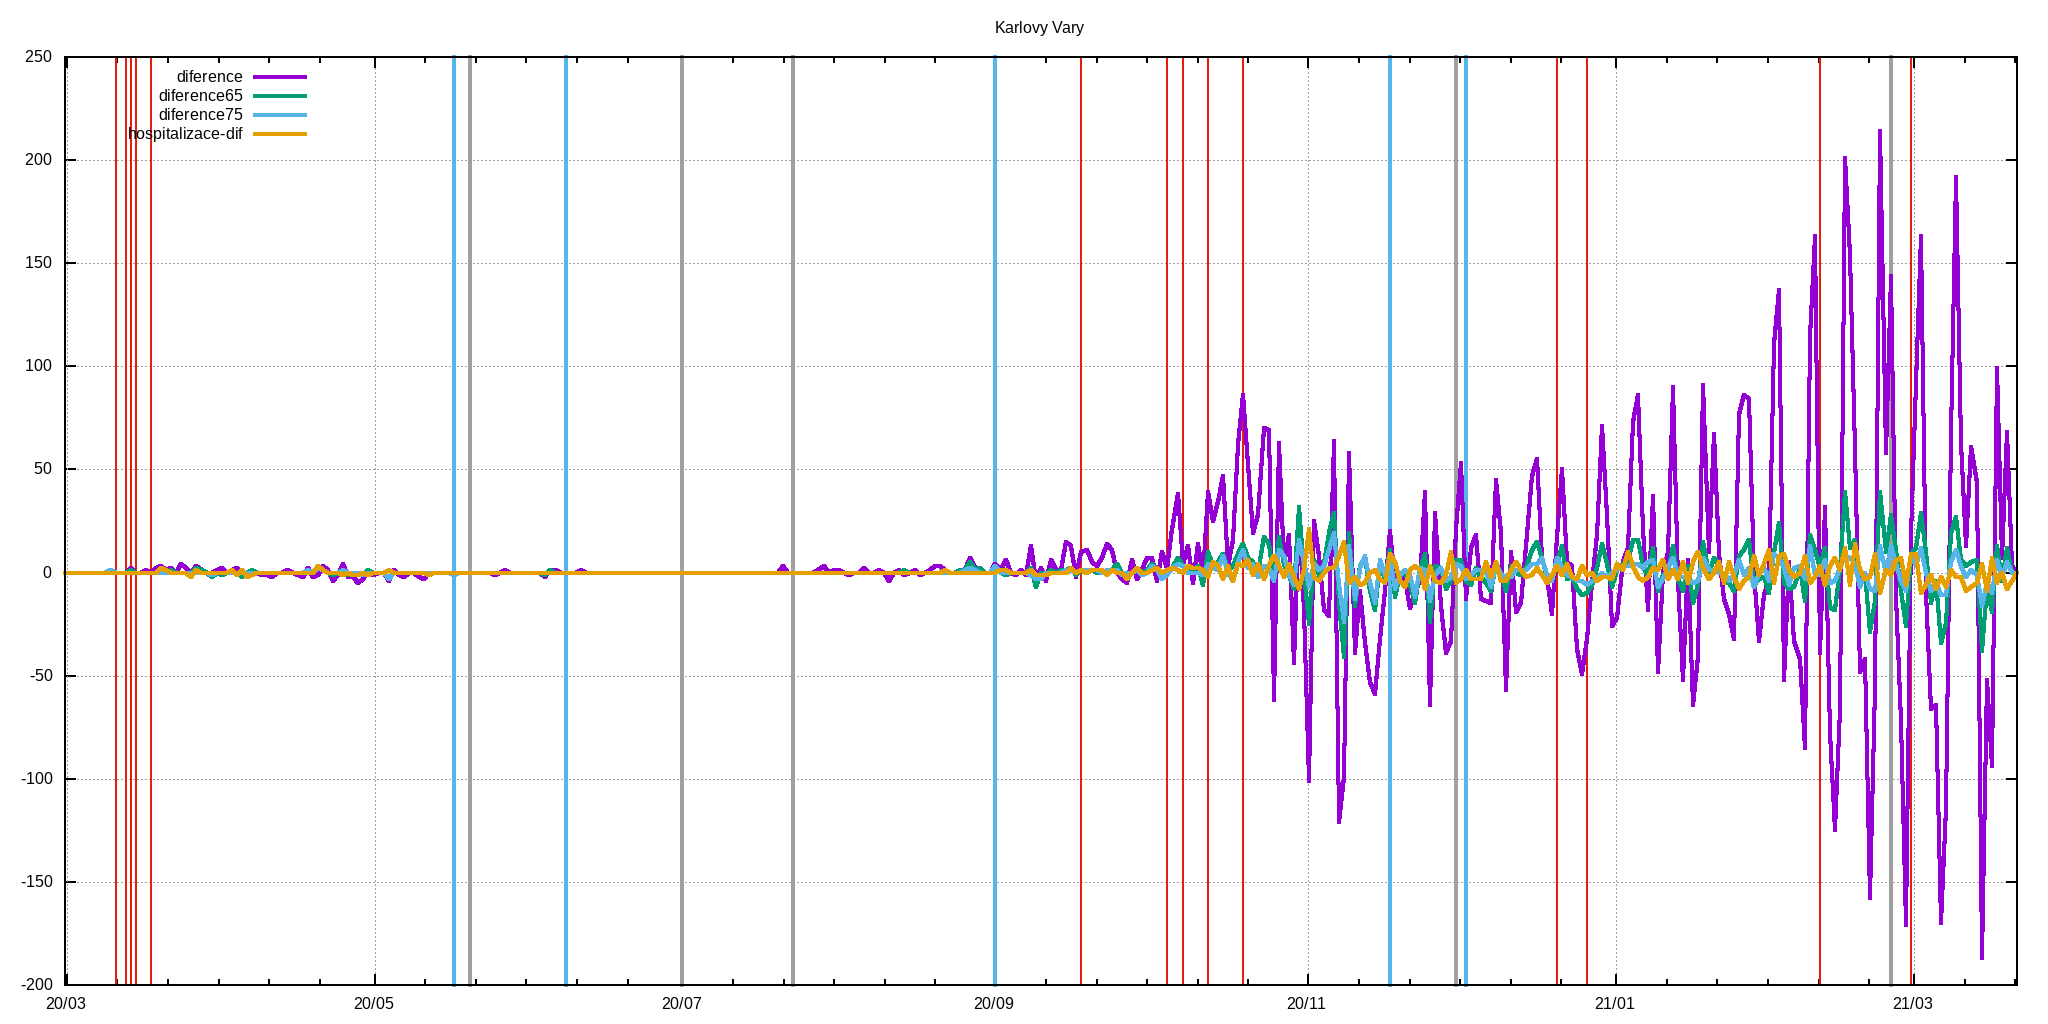 Karlovy Vary
250
200
150
100
50
0
-50
-100
-150
-200
diference
diference65
diference75
hospitalizace-dif
20/03 20/05 20/07 20/09 20/11 21/01 21/03